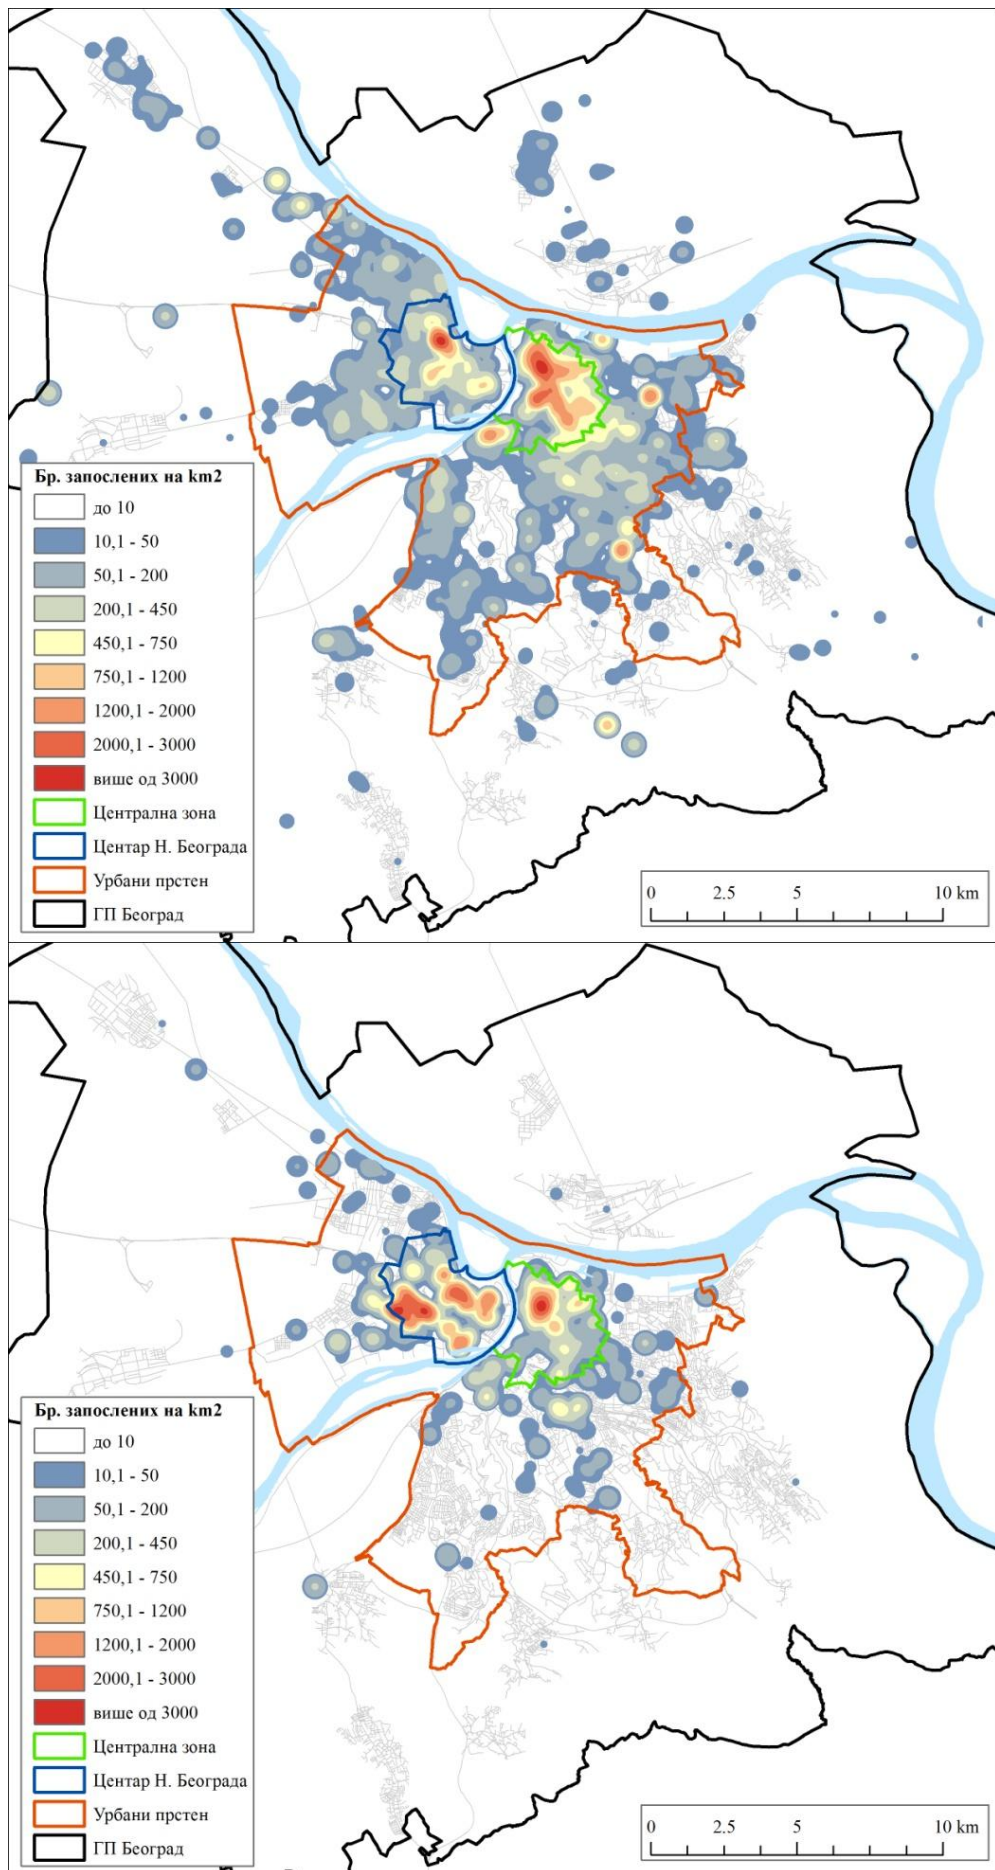 Бр. запослених на km2
до 10
10,1 - 50
50,1 - 200
200,1 - 450
450,1 - 750
750,1 - 1200
1200,1 - 2000
2000,1 - 3000
више од 3000
Централна зона
Центар Н. Београда
Урбани прстен
ГП Београд
0 2.5 5 10 km
Бр. запослених на km2
до 10
10,1 - 50
50,1 - 200
200,1 - 450
450,1 - 750
750,1 - 1200
1200,1 - 2000
2000,1 - 3000
више од 3000
Централна зона
Центар Н. Београда
Урбани прстен
ГП Београд
0 2.5 5 10 km